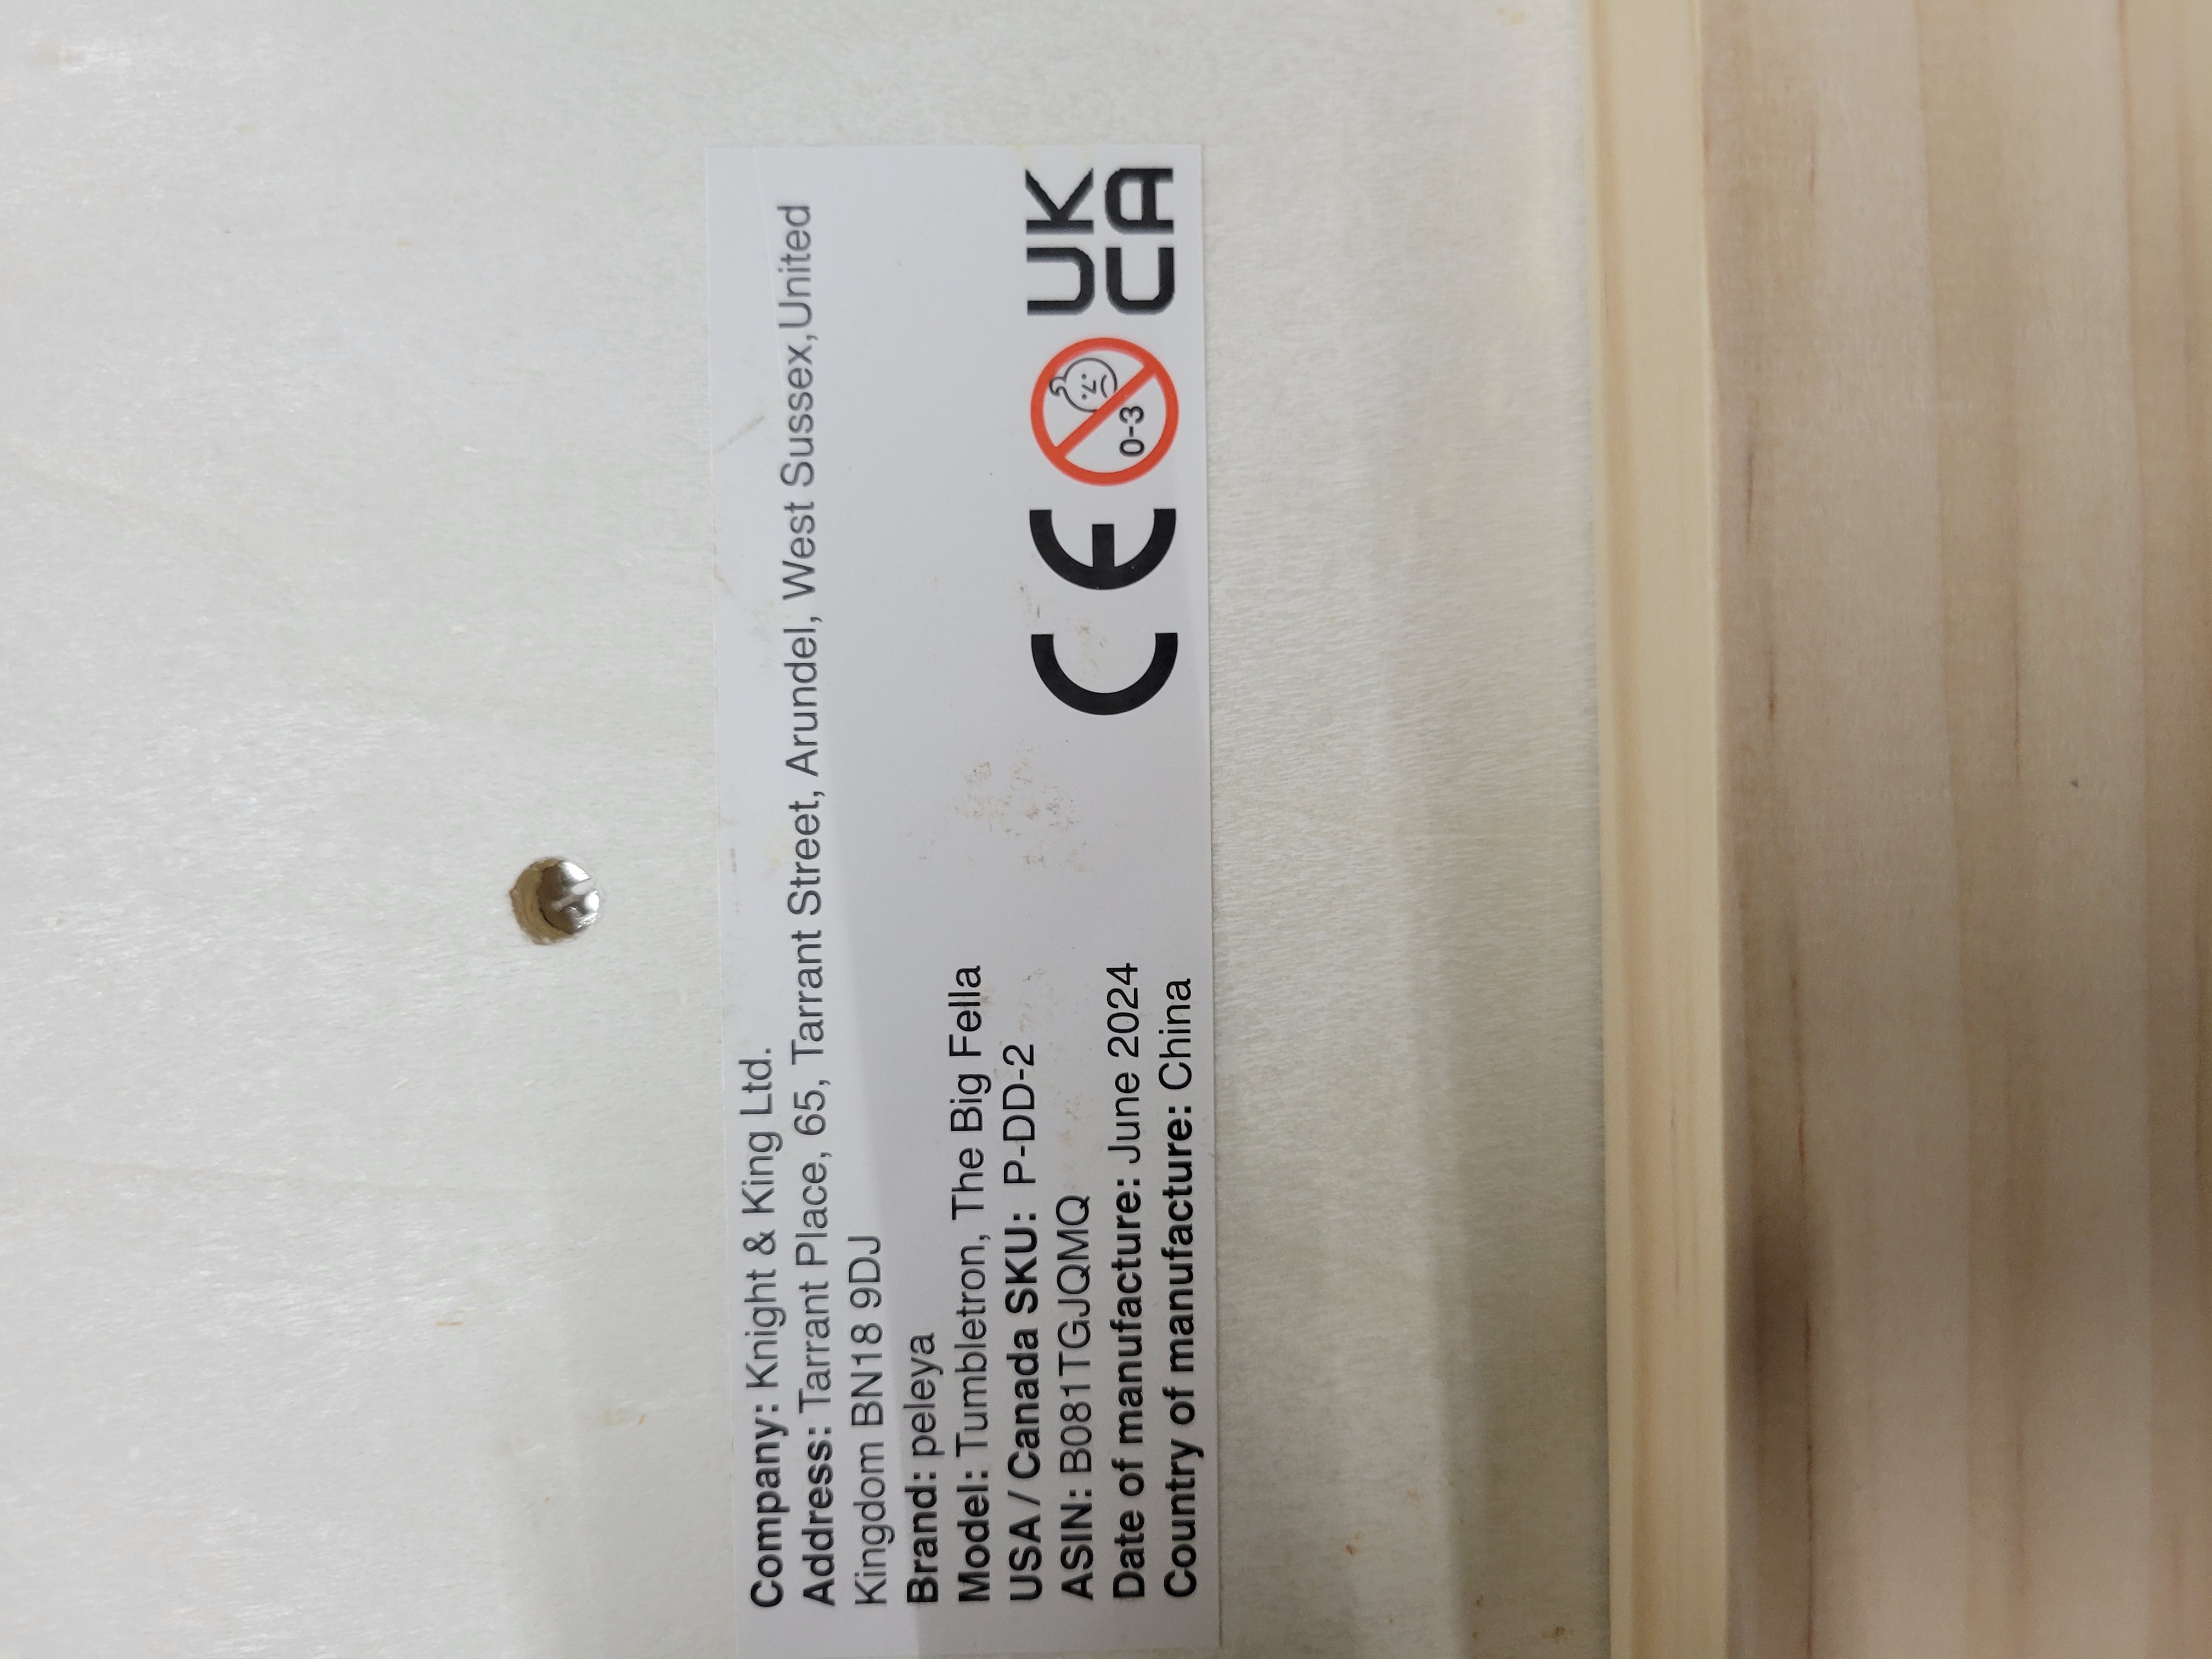 Company: Knight & King Ltd.
Address: Tarrant Place, 65, Tarrant Street, Arundel, West Sussex,United
Kingdom BN18 9DJ
Brand: peleya
Model: Tumbletron, The Big Fella
USA / Canada SKU: P-DD-2
ASIN: B081TGJQMQ
Date of manufacture: June 2024
Country of manufacture: China
CE
0-3
UK
CA